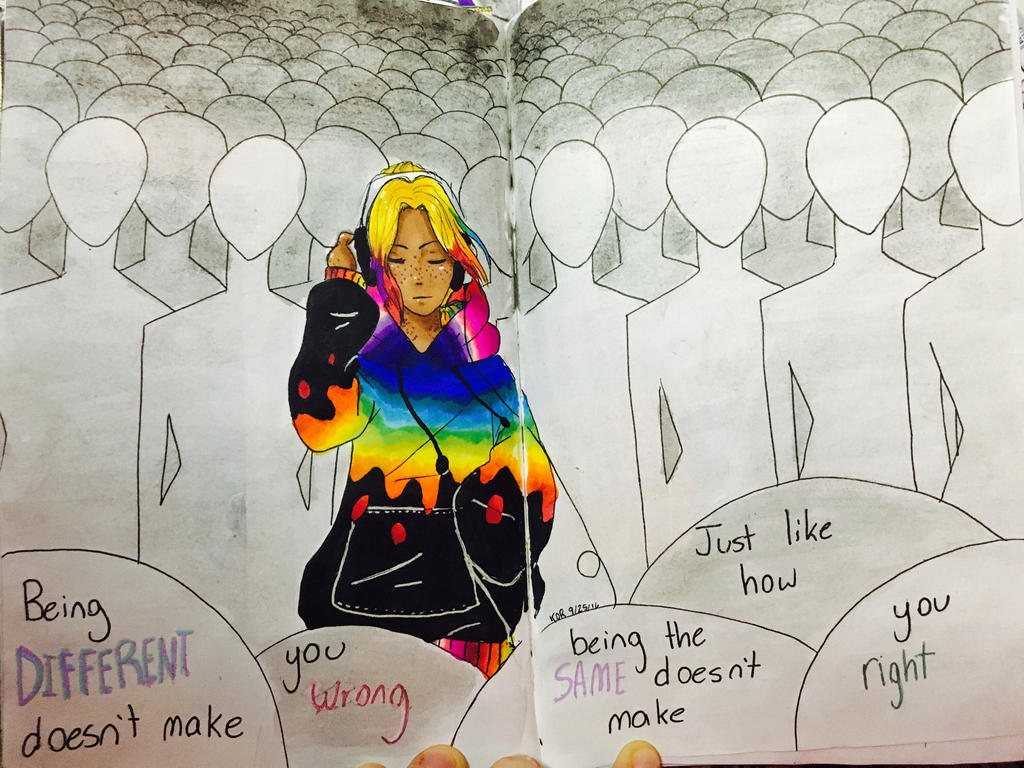 Being
DIFFERENT
doesn't make
you
wrong
Just like
how
KOR 9/25/16
being the
SAME doesn't
make
you
right